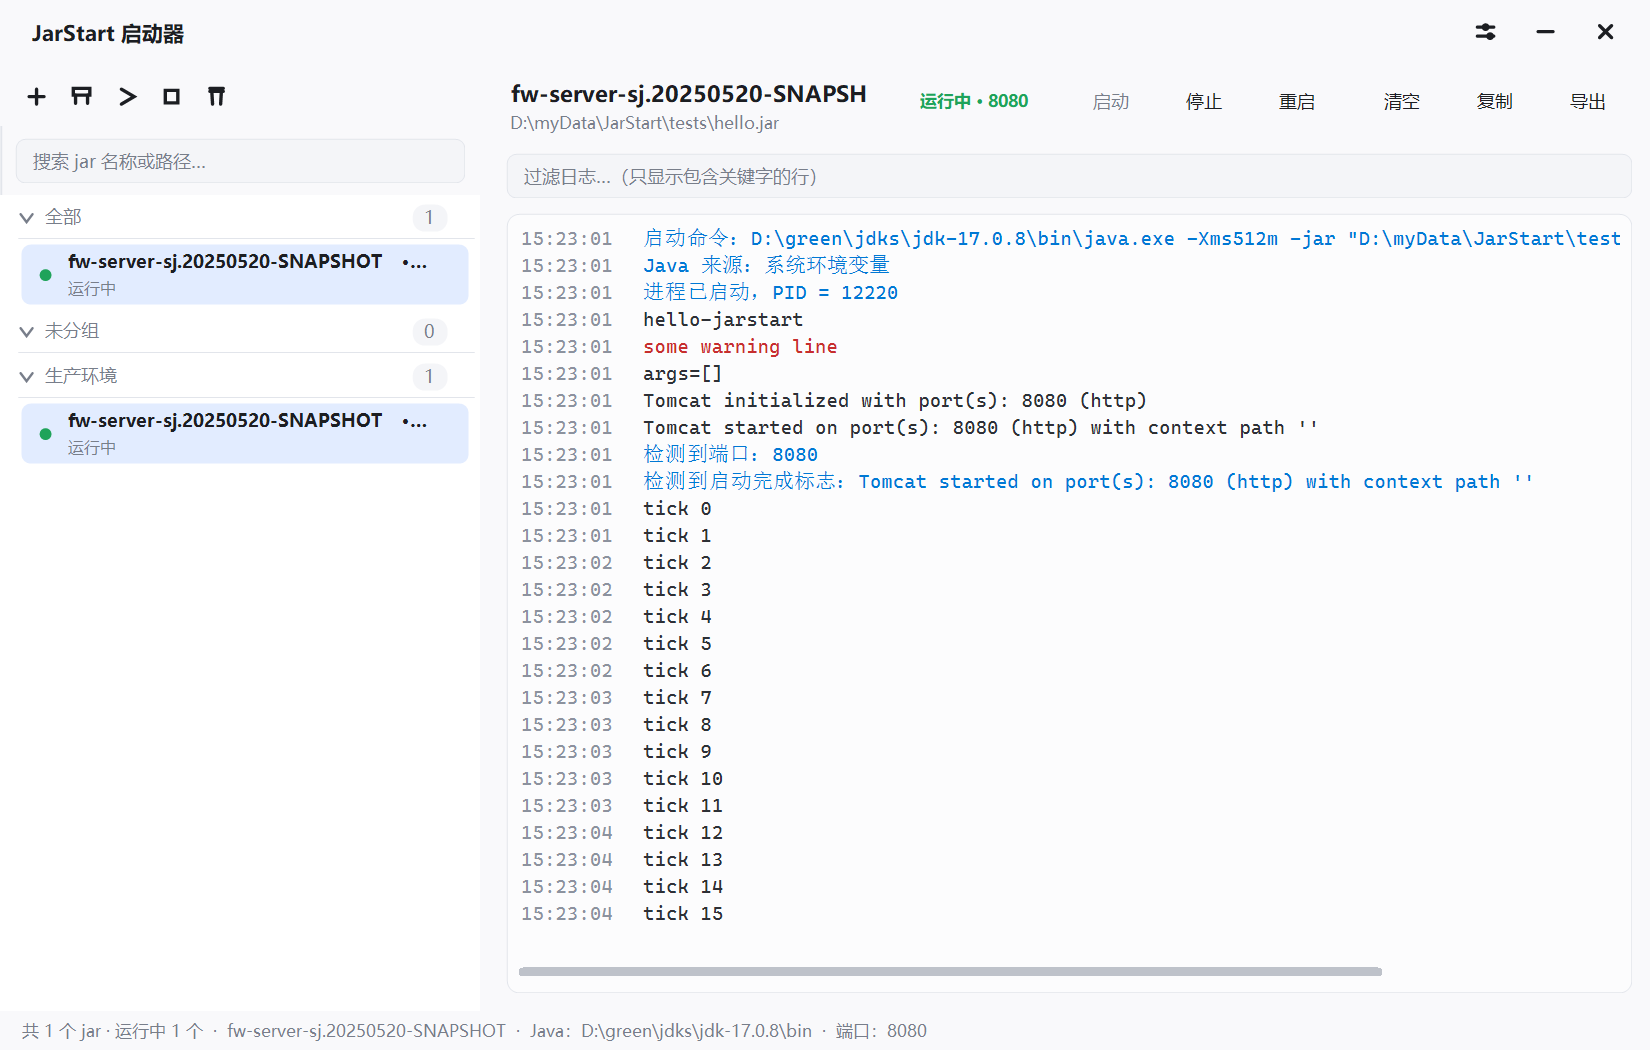 JarStart 启动器
搜索 jar 名称或路径...
全部 1
fw-server-sj.20250520-SNAPSHOT •...
运行中
未分组 0
生产环境 1
fw-server-sj.20250520-SNAPSHOT •...
运行中
fw-server-sj.20250520-SNAPSH
D:\myData\JarStart\tests\hello.jar
运行中 • 8080 启动 停止 重启 清空 复制 导出
过滤日志...（只显示包含关键字的行）
15:23:01 启动命令：D:\green\jdks\jdk-17.0.8\bin\java.exe -Xms512m -jar "D:\myData\JarStart\test
15:23:01 Java 来源：系统环境变量
15:23:01 进程已启动，PID = 12220
15:23:01 hello-jarstart
15:23:01 some warning line
15:23:01 args=[]
15:23:01 Tomcat initialized with port(s): 8080 (http)
15:23:01 Tomcat started on port(s): 8080 (http) with context path ''
15:23:01 检测到端口：8080
15:23:01 检测到启动完成标志：Tomcat started on port(s): 8080 (http) with context path ''
15:23:01 tick 0
15:23:01 tick 1
15:23:02 tick 2
15:23:02 tick 3
15:23:02 tick 4
15:23:02 tick 5
15:23:02 tick 6
15:23:03 tick 7
15:23:03 tick 8
15:23:03 tick 9
15:23:03 tick 10
15:23:03 tick 11
15:23:04 tick 12
15:23:04 tick 13
15:23:04 tick 14
15:23:04 tick 15
共 1 个 jar · 运行中 1 个 · fw-server-sj.20250520-SNAPSHOT · Java：D:\green\jdks\jdk-17.0.8\bin · 端口：8080